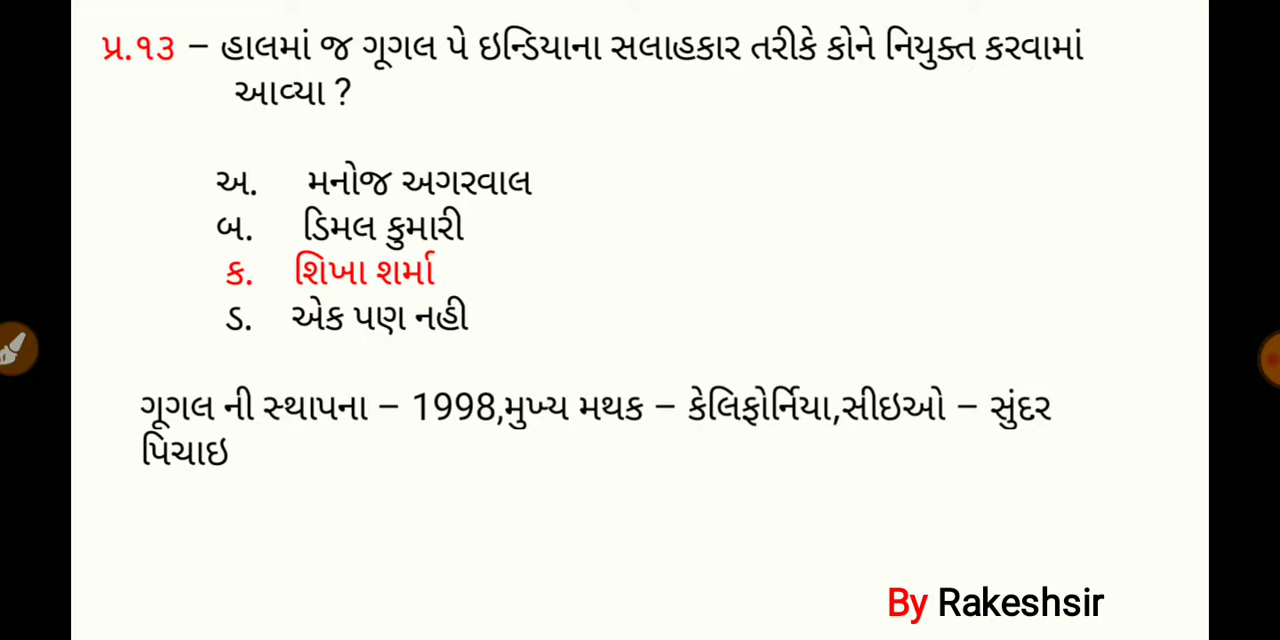 પ્ર.૧૩ – હાલમાં જ ગૂગલ પે ઇન્ડિયાના સલાહકાર તરીકે કોને નિયુક્ત કરવામાં
આવ્યા ?
અ. મનોજ અગરવાલ
બ. ડિમલ કુમારી
ક. શિખા શર્મા
ડ. એક પણ નહી
ગૂગલ ની સ્થાપના – 1998,મુખ્ય મથક – કેલિફોર્નિયા,સીઇઓ – સુંદર
પિચાઇ
By Rakeshsir